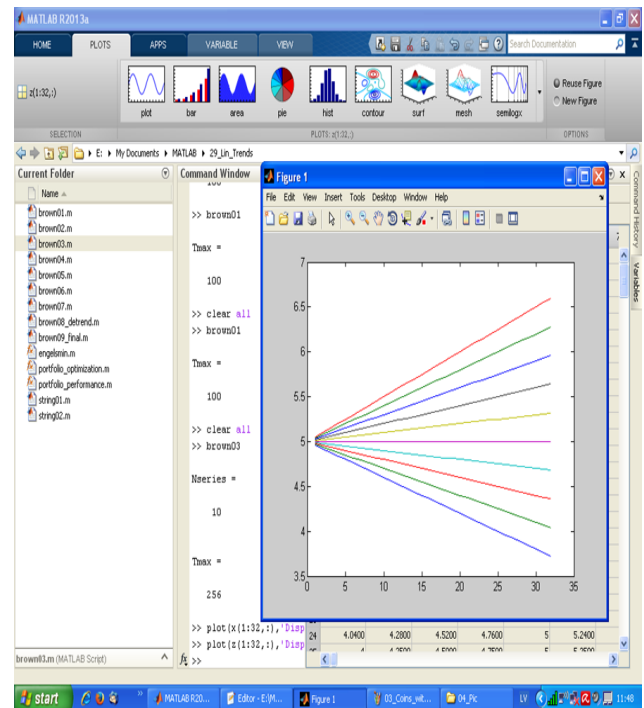 MATLAB R2013a
HOME PLOTS APPS VARIABLE VIEW
Search Documentation
z(1:32,:)
plot bar area pie hist contour surf mesh semilogx
Reuse Figure
New Figure
SELECTION PLOTS: z(1:32,:) OPTIONS
E: My Documents MATLAB 29_Lin_Trends
Current Folder
Name
brown01.m
brown02.m
brown03.m
brown04.m
brown05.m
brown06.m
brown07.m
brown08_detrend.m
brown09_final.m
engelsmin.m
portfolio_optimization.m
portfolio_performance.m
string01.m
string02.m
brown03.m (MATLAB Script)
Command Window
100
>> brown01
Tmax =
100
>> clear all
>> brown01
Tmax =
100
>> clear all
>> brown03
Nseries =
10
Tmax =
256
>> plot(x(1:32,:),'Disp
>> plot(z(1:32,:),'Disp
fx >>
Figure 1
File Edit View Insert Tools Desktop Window Help
7
6.5
6
5.5
5
4.5
4
3.5
0 5 10 15 20 25 30 35
24 4.0400 4.2800 4.5200 4.7600 5 5.2400
Command History
Variables
start
MATLAB R20...
Editor - E:\M...
Figure 1
03_Coins_wit...
04_Pic
LV
11:48